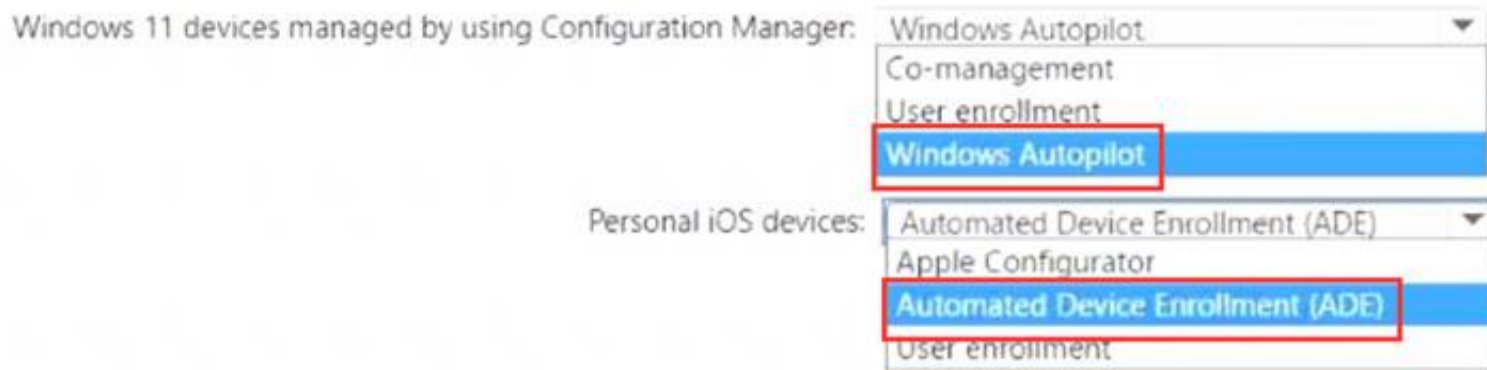 Windows 11 devices managed by using Configuration Manager: Windows Autopilot
Co-management
User enrollment
Windows Autopilot
Personal iOS devices: Automated Device Enrollment (ADE)
Apple Configurator
Automated Device Enrollment (ADE)
User enrollment